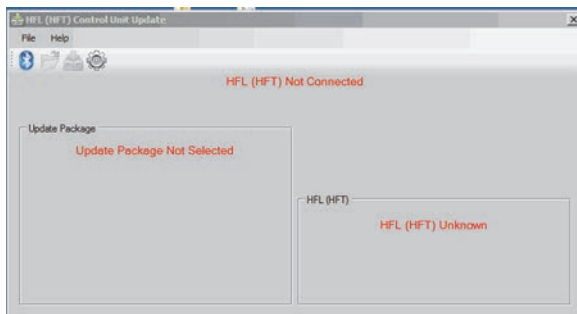 HFL (HFT) Control Unit Update
File Help
HFL (HFT) Not Connected
Update Package
Update Package Not Selected
HFL (HFT)
HFL (HFT) Unknown